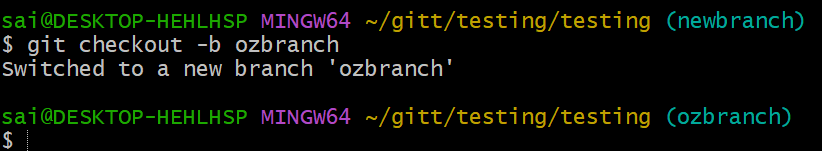 sai@DESKTOP-HEHLHSP MINGW64 ~/gitt/testing/testing (newbranch)
$ git checkout -b ozbranch
Switched to a new branch 'ozbranch'
sai@DESKTOP-HEHLHSP MINGW64 ~/gitt/testing/testing (ozbranch)
$